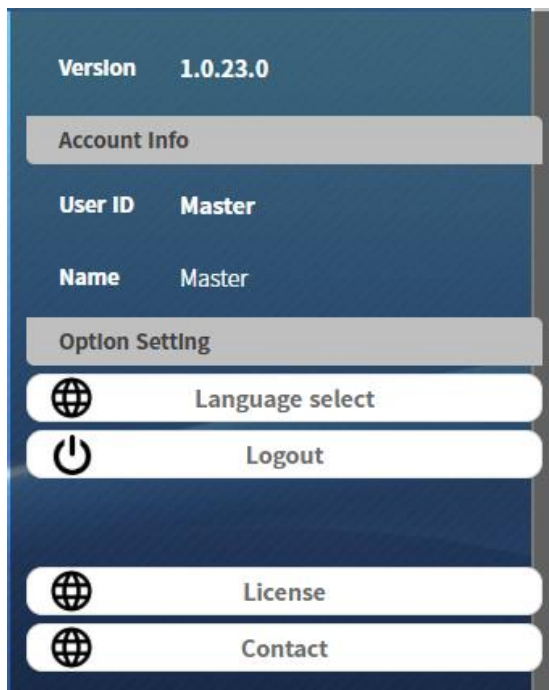 Version 1.0.23.0
Account Info
User ID Master
Name Master
Option Setting
Language select
Logout
License
Contact